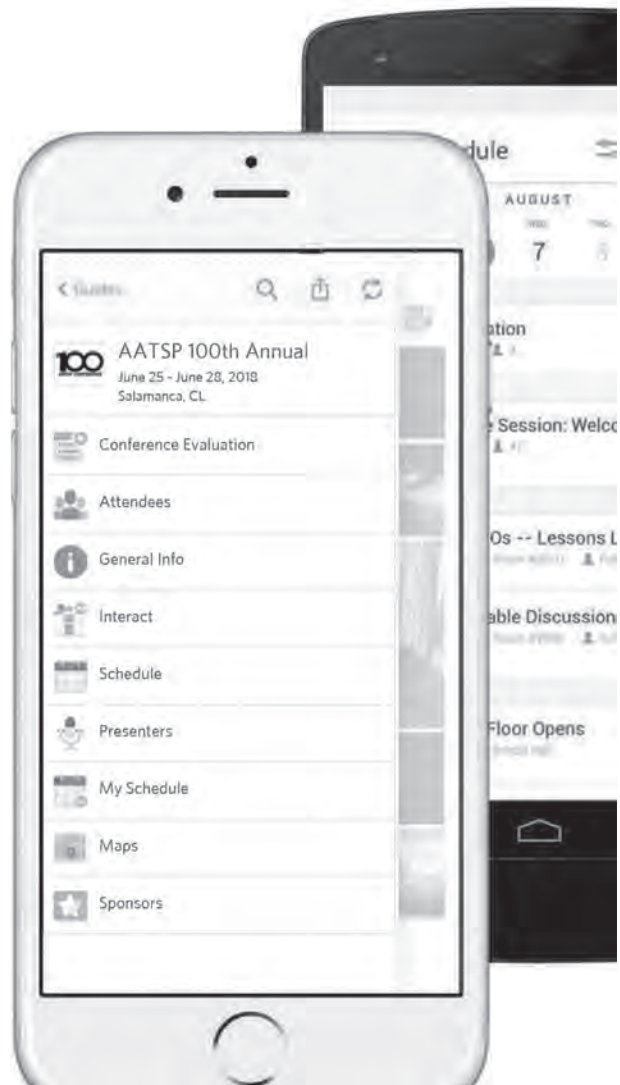 Guides
100
AATSP 100th Annual
June 25 - June 28, 2018
Salamanca, CL
Conference Evaluation
Attendees
General Info
Interact
Schedule
Presenters
My Schedule
Maps
Sponsors
dule
AUGUST
7 8
ation
Session: Welco
Os -- Lessons L
able Discussion
Floor Opens